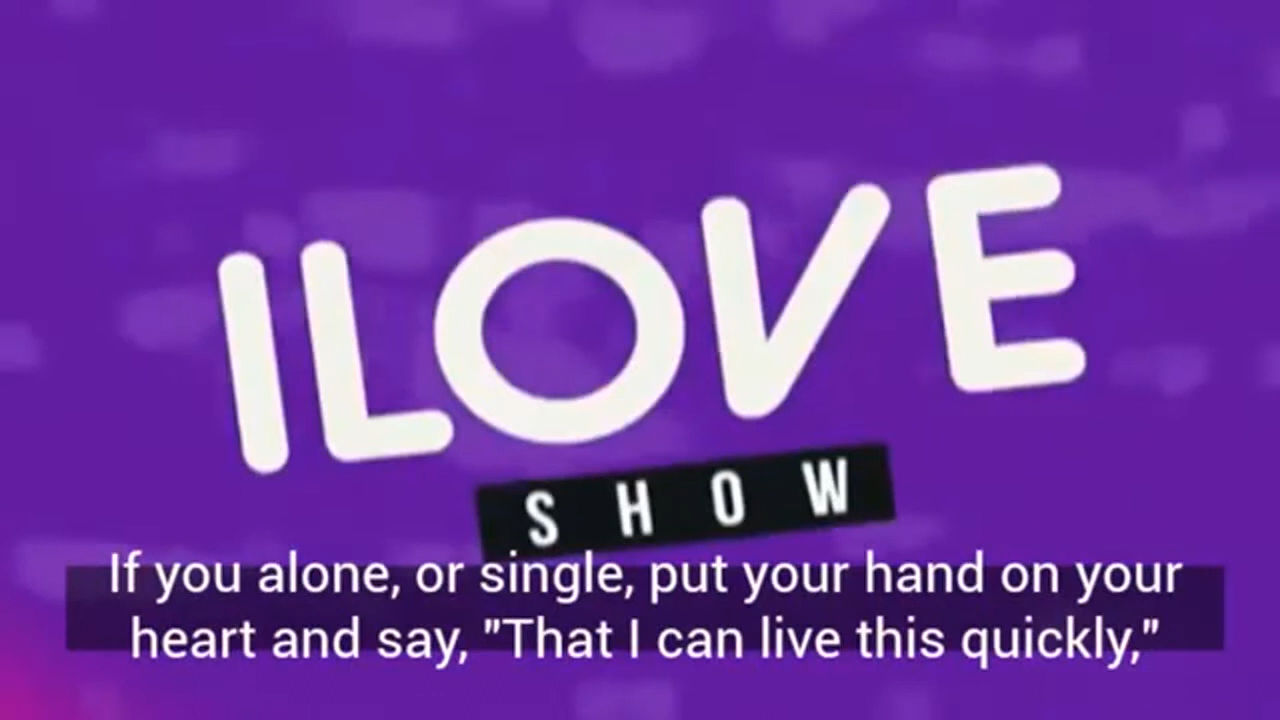 ILOVE
SHOW
If you alone, or single, put your hand on your
heart and say, "That I can live this quickly,"